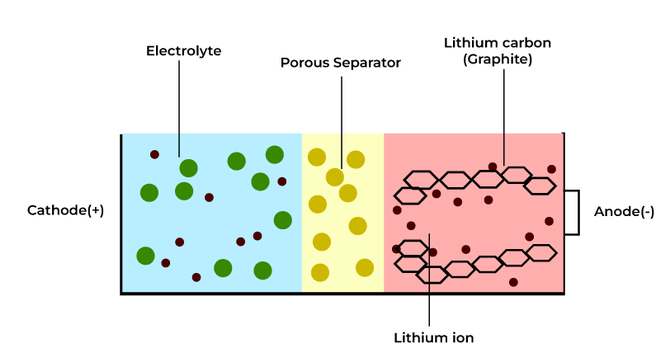 Lithium carbon
(Graphite)
Electrolyte
Porous Separator
Cathode(+)
Anode(-)
Lithium ion